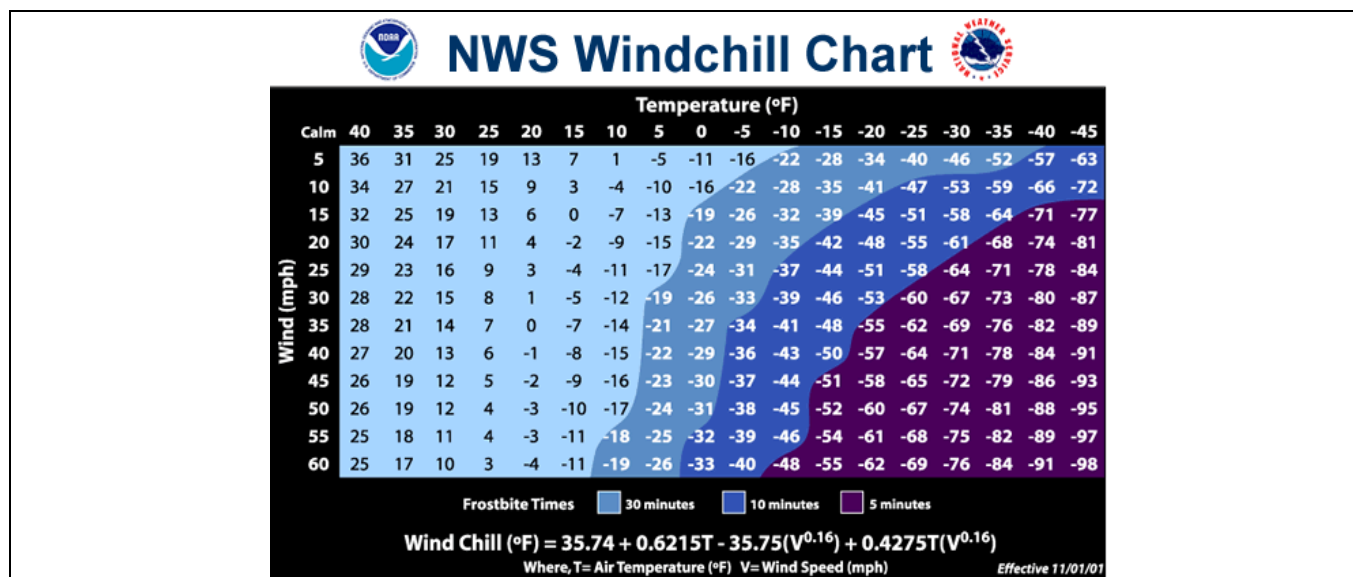 NWS Windchill Chart
Temperature (ºF)
Calm 40 35 30 25 20 15 10 5 0 -5 -10 -15 -20 -25 -30 -35 -40 -45
5 36 31 25 19 13 7 1 -5 -11 -16 -22 -28 -34 -40 -46 -52 -57 -63
10 34 27 21 15 9 3 -4 -10 -16 -22 -28 -35 -41 -47 -53 -59 -66 -72
15 32 25 19 13 6 0 -7 -13 -19 -26 -32 -39 -45 -51 -58 -64 -71 -77
20 30 24 17 11 4 -2 -9 -15 -22 -29 -35 -42 -48 -55 -61 -68 -74 -81
25 29 23 16 9 3 -4 -11 -17 -24 -31 -37 -44 -51 -58 -64 -71 -78 -84
30 28 22 15 8 1 -5 -12 -19 -26 -33 -39 -46 -53 -60 -67 -73 -80 -87
35 28 21 14 7 0 -7 -14 -21 -27 -34 -41 -48 -55 -62 -69 -76 -82 -89
40 27 20 13 6 -1 -8 -15 -22 -29 -36 -43 -50 -57 -64 -71 -78 -84 -91
45 26 19 12 5 -2 -9 -16 -23 -30 -37 -44 -51 -58 -65 -72 -79 -86 -93
50 26 19 12 4 -3 -10 -17 -24 -31 -38 -45 -52 -60 -67 -74 -81 -88 -95
55 25 18 11 4 -3 -11 -18 -25 -32 -39 -46 -54 -61 -68 -75 -82 -89 -97
60 25 17 10 3 -4 -11 -19 -26 -33 -40 -48 -55 -62 -69 -76 -84 -91 -98
Wind (mph)
Frostbite Times 30 minutes 10 minutes 5 minutes
Wind Chill (ºF) = 35.74 + 0.6215T - 35.75(V^0.16) + 0.4275T(V^0.16)
Where, T= Air Temperature (ºF) V= Wind Speed (mph) Effective 11/01/01